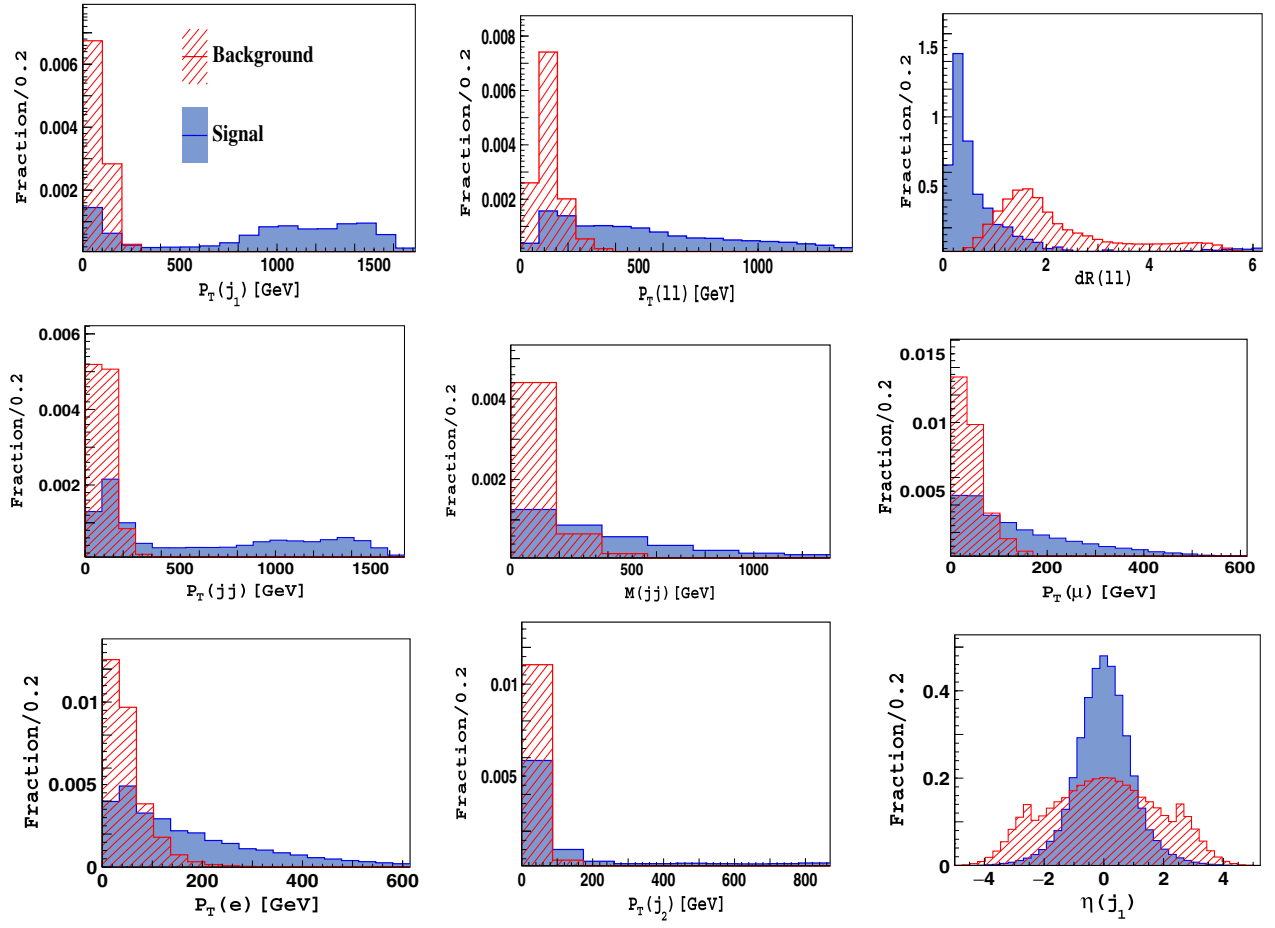 Fraction/0.2
0.006
0.004
0.002
Background
Signal
0 500 1000 1500
P_T(j_1)[GeV]
Fraction/0.2
0.008
0.006
0.004
0.002
0 500 1000
P_T(ll)[GeV]
Fraction/0.2
1.5
1
0.5
0 2 4 6
dR(ll)
Fraction/0.2
0.006
0.004
0.002
0 500 1000 1500
P_T(jj)[GeV]
Fraction/0.2
0.004
0.002
0 500 1000
M(jj)[GeV]
Fraction/0.2
0.015
0.01
0.005
0 200 400 600
P_T(μ)[GeV]
Fraction/0.2
0.01
0.005
0
0 200 400 600
P_T(e)[GeV]
Fraction/0.2
0.01
0.005
0 200 400 600 800
P_T(j_2)[GeV]
Fraction/0.2
0.4
0.2
0
−4 −2 0 2 4
η(j_1)